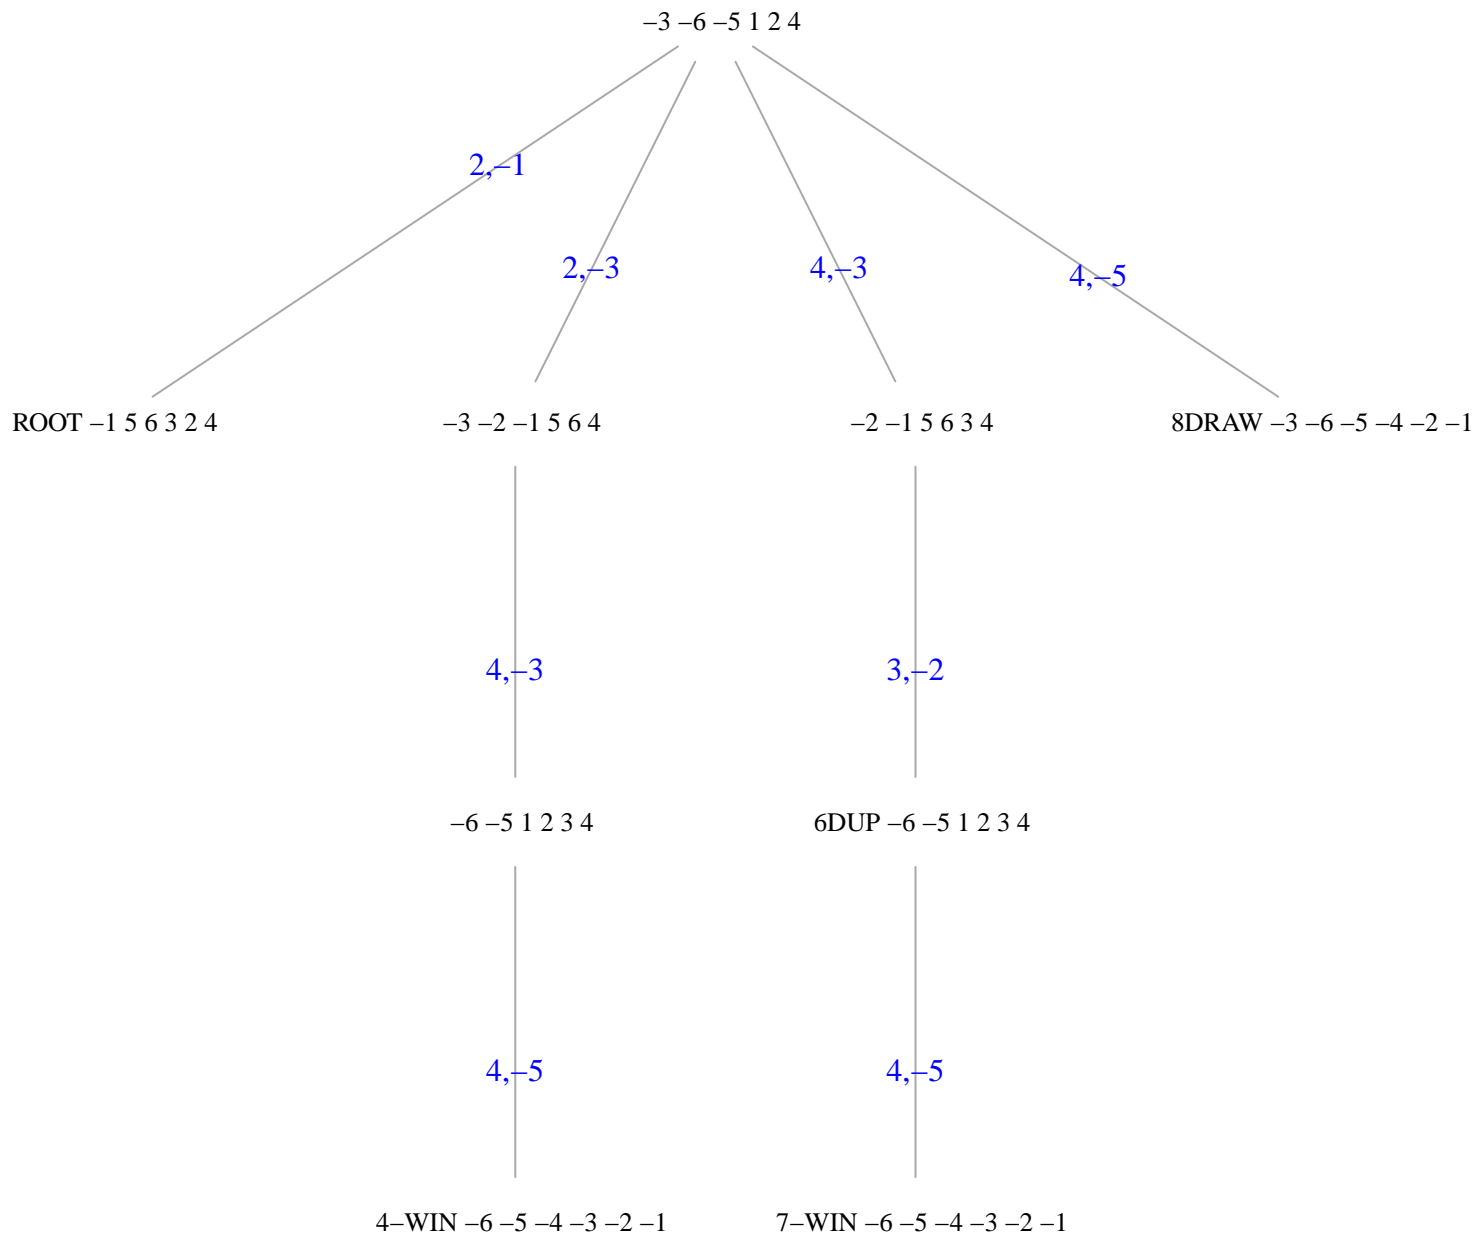 –3 –6 –5 1 2 4
2,–1
2,–3
4,–3
4,–5
ROOT –1 5 6 3 2 4
–3 –2 –1 5 6 4
–2 –1 5 6 3 4
8DRAW –3 –6 –5 –4 –2 –1
4,–3
3,–2
–6 –5 1 2 3 4
6DUP –6 –5 1 2 3 4
4,–5
4,–5
4–WIN –6 –5 –4 –3 –2 –1
7–WIN –6 –5 –4 –3 –2 –1